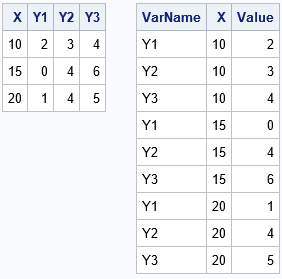 X Y1 Y2 Y3
10 2 3 4
15 0 4 6
20 1 4 5
VarName X Value
Y1 10 2
Y2 10 3
Y3 10 4
Y1 15 0
Y2 15 4
Y3 15 6
Y1 20 1
Y2 20 4
Y3 20 5